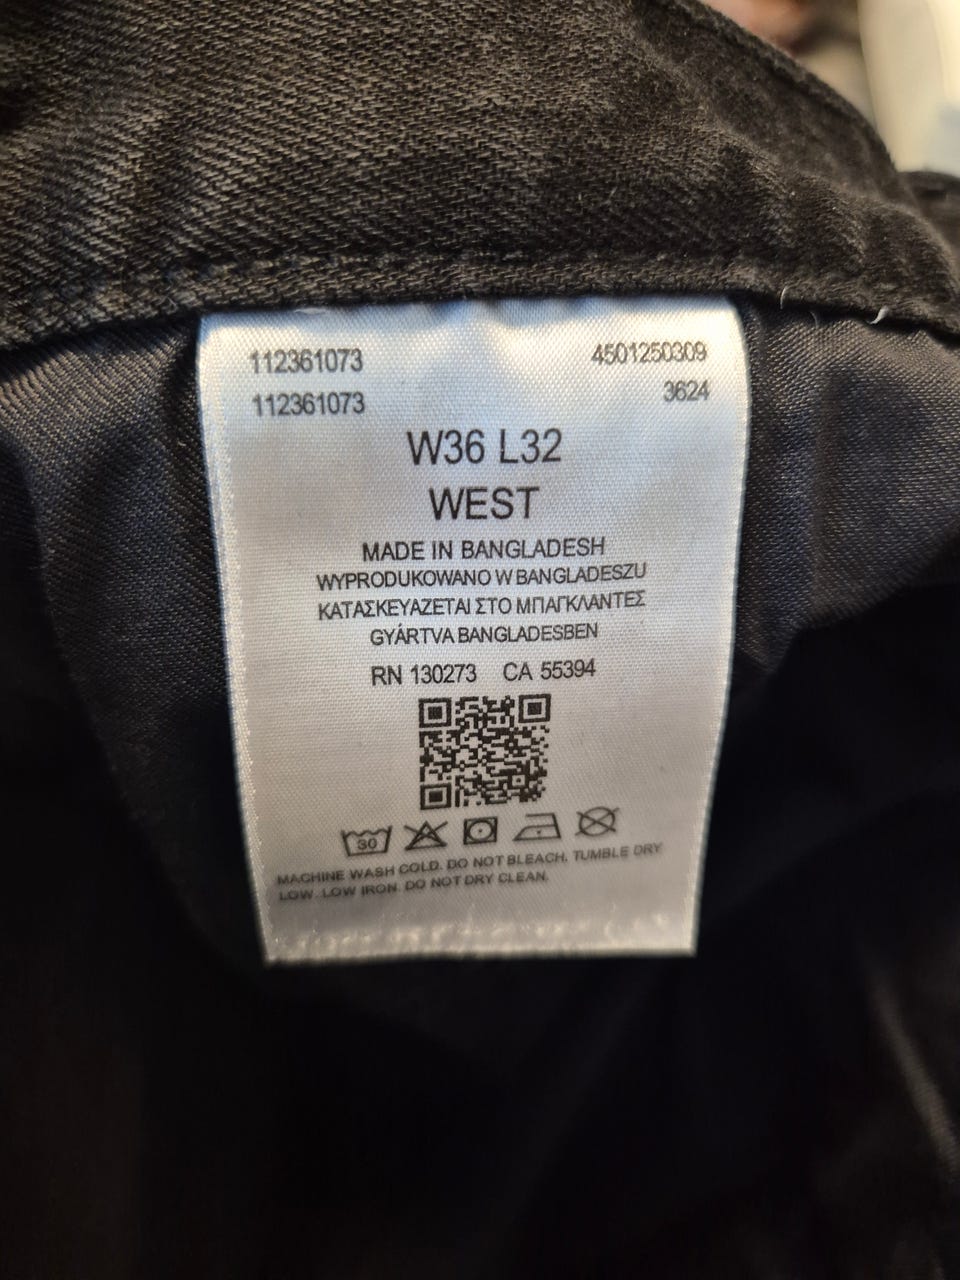 112361073 4501250309
112361073 3624
W36 L32
WEST
MADE IN BANGLADESH
WYPRODUKOWANO W BANGLADESZU
ΚΑΤΑΣΚΕΥΑΖΕΤΑΙ ΣΤΟ ΜΠΑΓΚΛΑΝΤΕΣ
GYÁRTVA BANGLADESBEN
RN 130273 CA 55394
30
MACHINE WASH COLD. DO NOT BLEACH. TUMBLE DRY
LOW. LOW IRON. DO NOT DRY CLEAN.